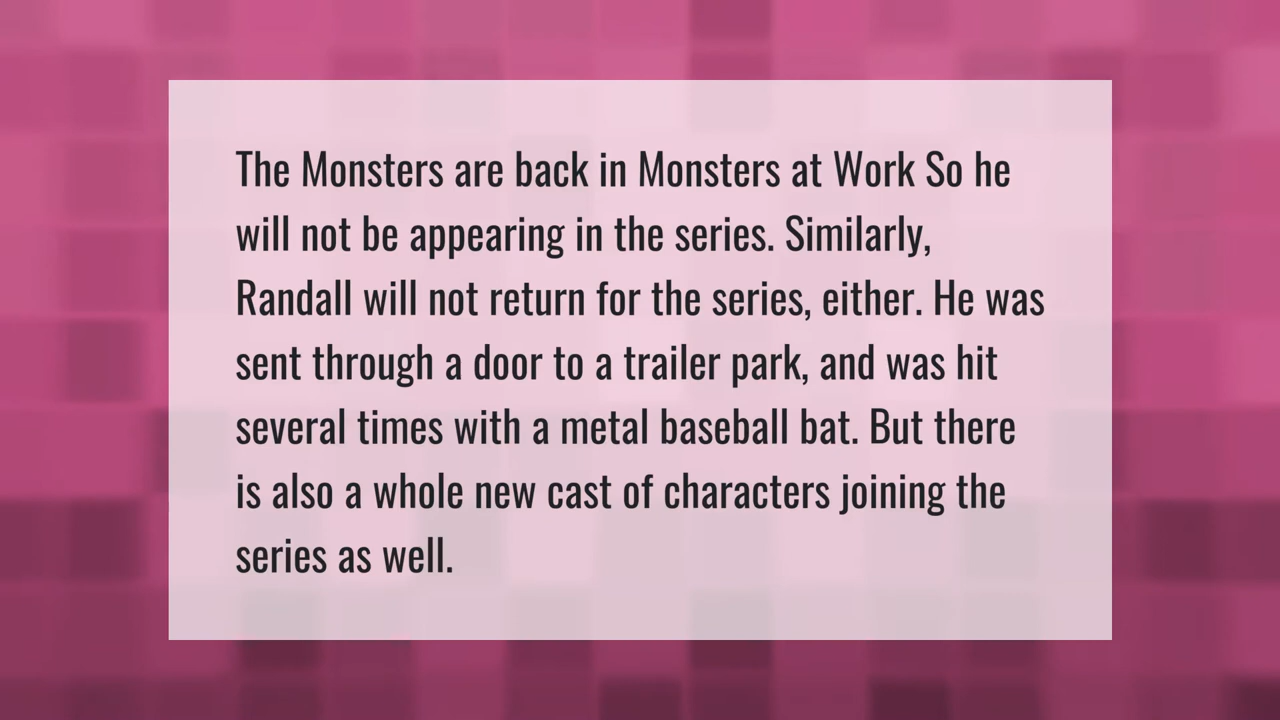 The Monsters are back in Monsters at Work So he
will not be appearing in the series. Similarly,
Randall will not return for the series, either. He was
sent through a door to a trailer park, and was hit
several times with a metal baseball bat. But there
is also a whole new cast of characters joining the
series as well.